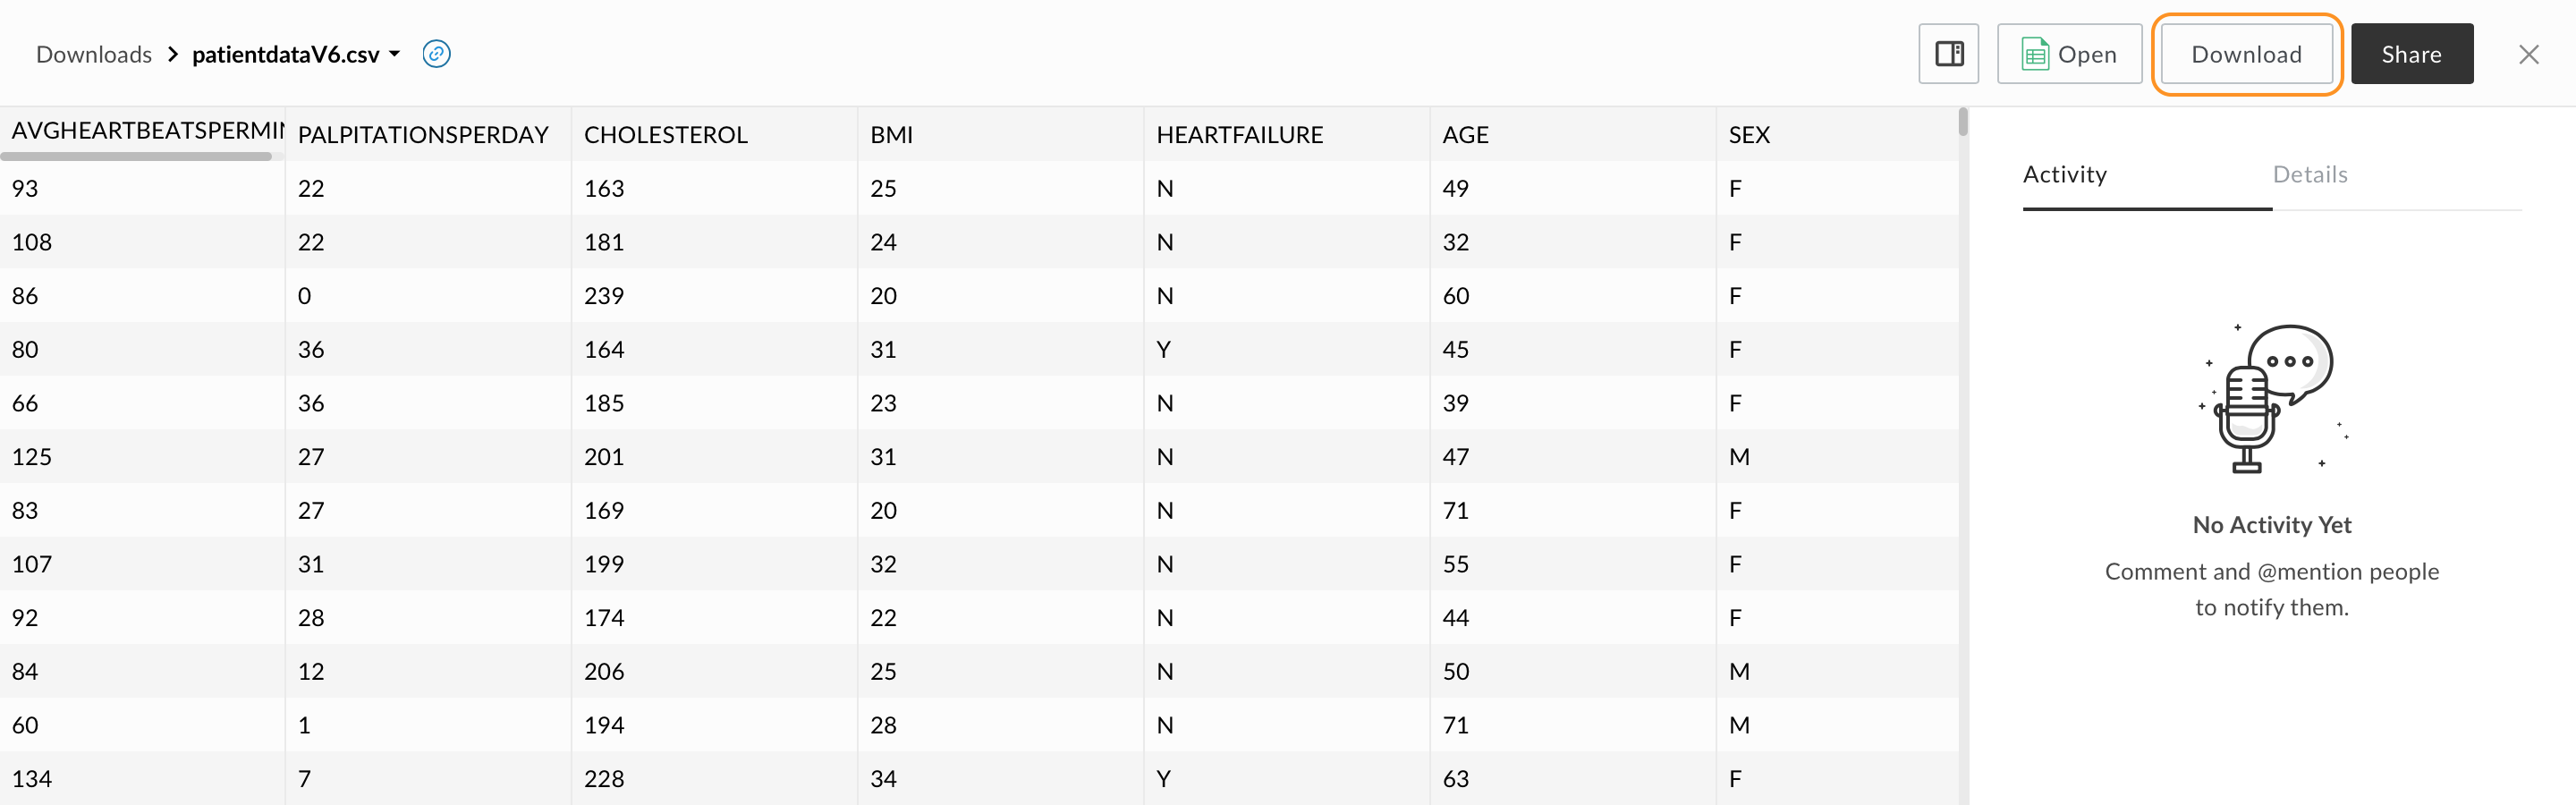 Downloads > patientdataV6.csv
Open
Download
Share
AVGHEARTBEATSPERMIN PALPITATIONSPERDAY CHOLESTEROL BMI HEARTFAILURE AGE SEX
93 22 163 25 N 49 F
108 22 181 24 N 32 F
86 0 239 20 N 60 F
80 36 164 31 Y 45 F
66 36 185 23 N 39 F
125 27 201 31 N 47 M
83 27 169 20 N 71 F
107 31 199 32 N 55 F
92 28 174 22 N 44 F
84 12 206 25 N 50 M
60 1 194 28 N 71 M
134 7 228 34 Y 63 F
Activity
Details
No Activity Yet
Comment and @mention people
to notify them.